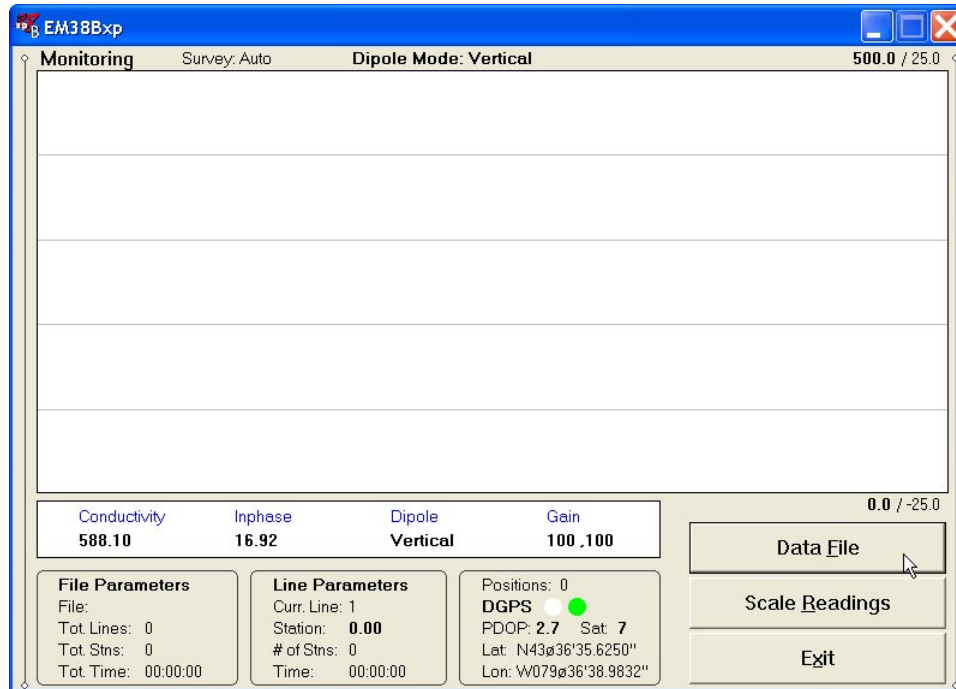 EM38Bxp
Monitoring Survey: Auto Dipole Mode: Vertical 500.0 / 25.0
0.0 / -25.0
Conductivity Inphase Dipole Gain
588.10 16.92 Vertical 100 ,100
Data File
Scale Readings
Exit
File Parameters
File:
Tot. Lines: 0
Tot. Stns: 0
Tot. Time: 00:00:00
Line Parameters
Curr. Line: 1
Station: 0.00
# of Stns: 0
Time: 00:00:00
Positions: 0
DGPS
PDOP: 2.7 Sat: 7
Lat: N43ø36'35.6250"
Lon: W079ø36'38.9832"